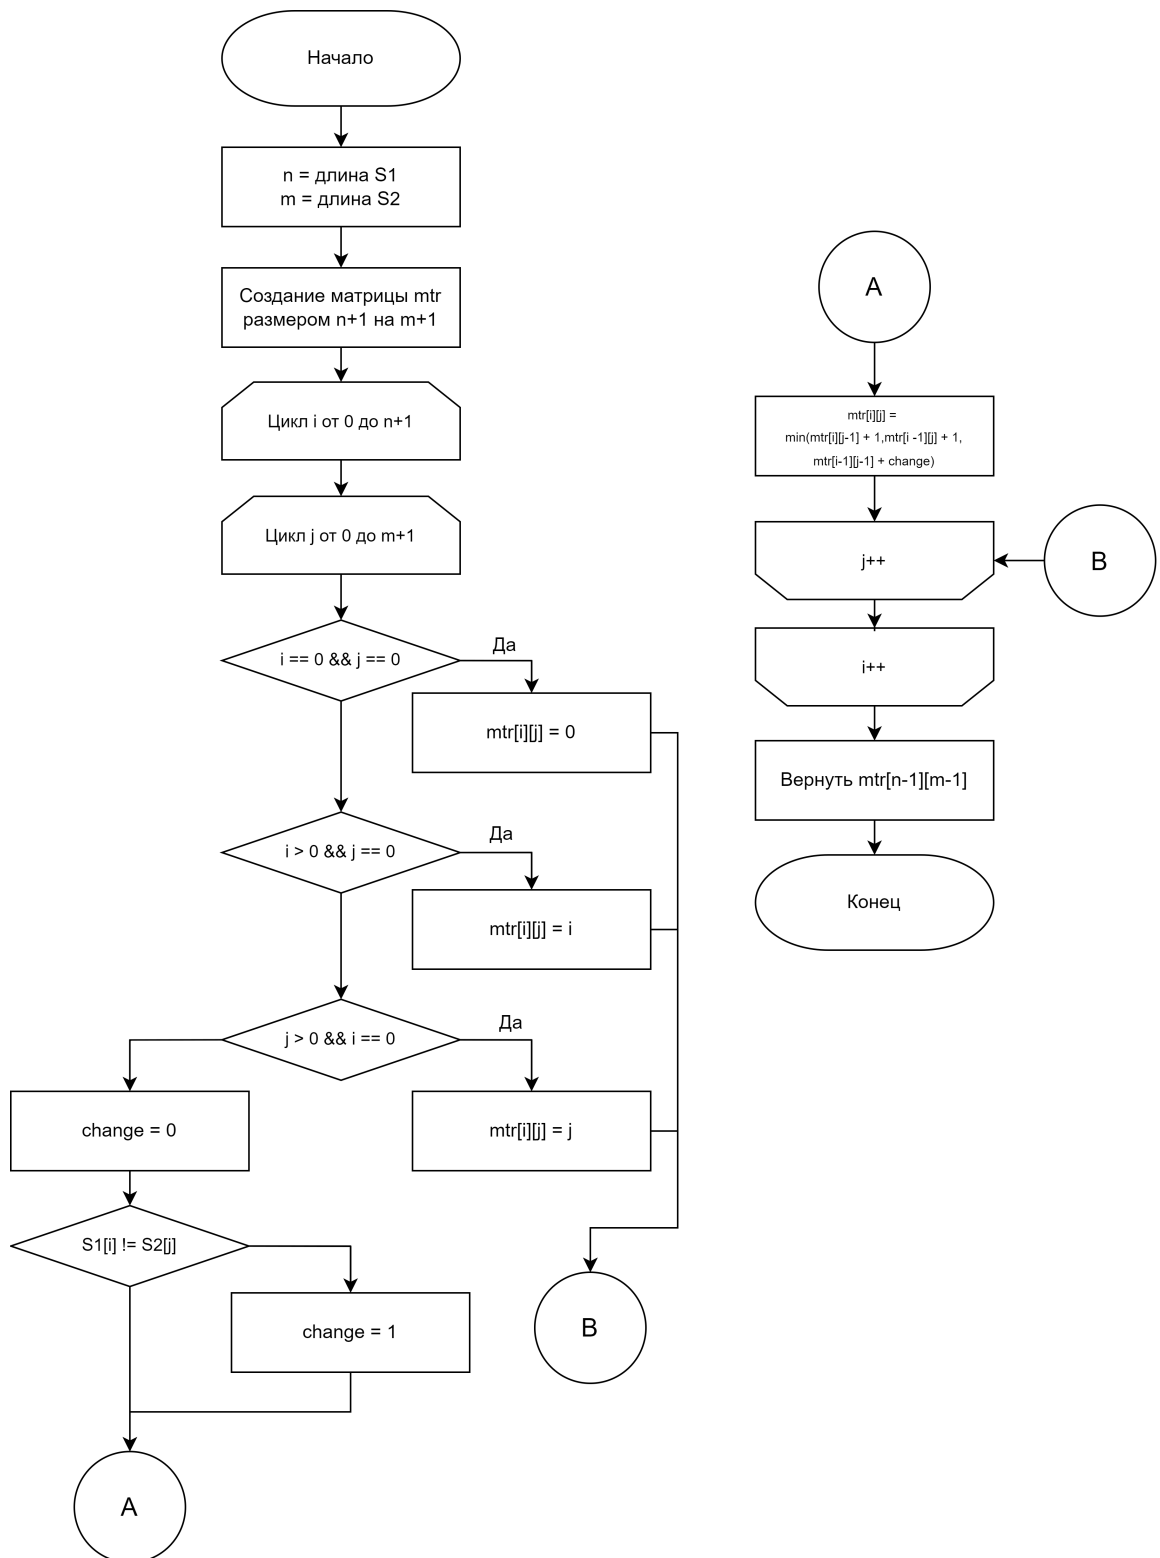 Начало
n = длина S1
m = длина S2
Создание матрицы mtr
размером n+1 на m+1
Цикл i от 0 до n+1
Цикл j от 0 до m+1
i == 0 && j == 0
Да
mtr[i][j] = 0
i > 0 && j == 0
Да
mtr[i][j] = i
j > 0 && i == 0
Да
change = 0
mtr[i][j] = j
S1[i] != S2[j]
change = 1
B
A
A
mtr[i][j] =
min(mtr[i][j-1] + 1,mtr[i -1][j] + 1,
mtr[i-1][j-1] + change)
j++
B
i++
Вернуть mtr[n-1][m-1]
Конец